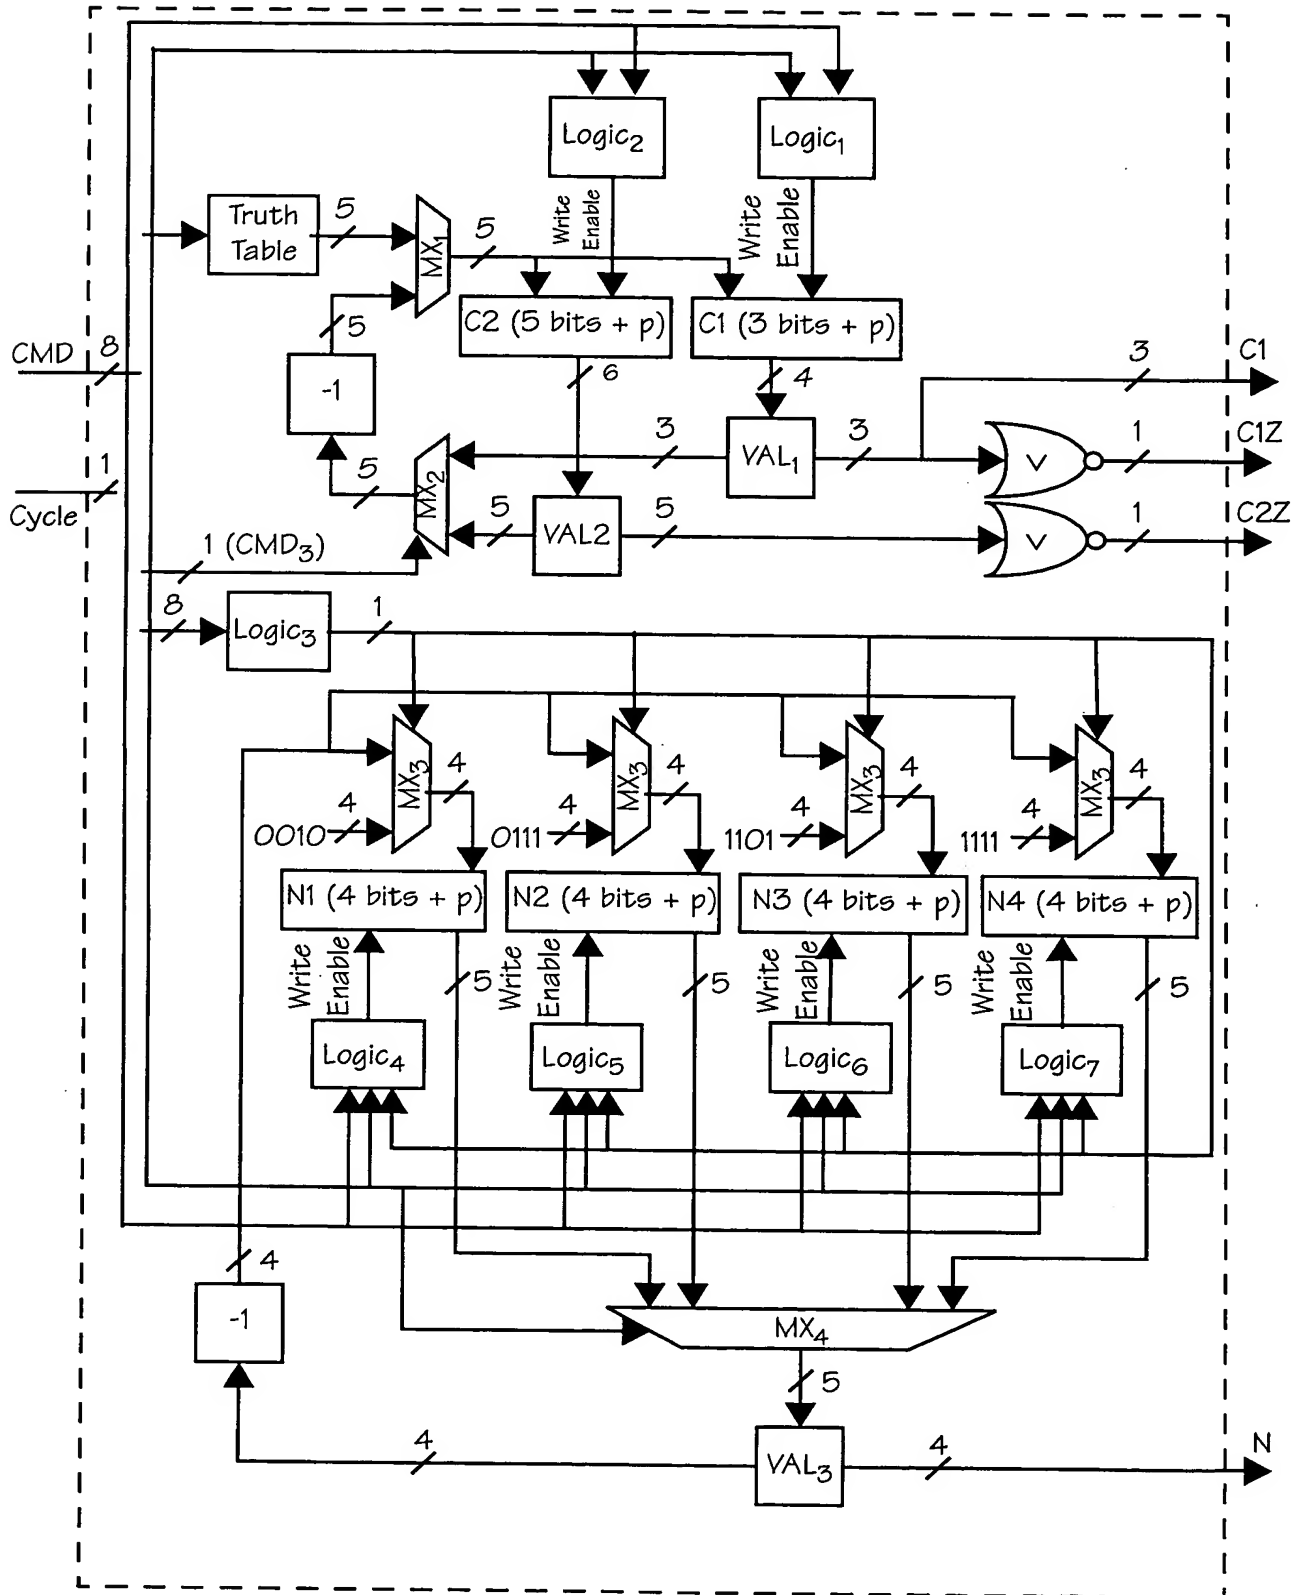 Logic2
Logic1
Write
Enable
Write
Enable
Truth
Table
5
MX1
5
C2 (5 bits + p)
C1 (3 bits + p)
5
CMD
8
-1
6
4
3
C1
3
VAL1
3
V
1
C1Z
1
Cycle
5
MX2
5
VAL2
5
V
1
C2Z
1 (CMD3)
8
Logic3
1
MX3
4
MX3
4
MX3
4
MX3
4
4
0010
4
0111
4
1101
4
1111
N1 (4 bits + p)
N2 (4 bits + p)
N3 (4 bits + p)
N4 (4 bits + p)
Write
Enable
5
Write
Enable
5
Write
Enable
5
Write
Enable
5
Logic4
Logic5
Logic6
Logic7
4
-1
MX4
5
4
VAL3
4
N